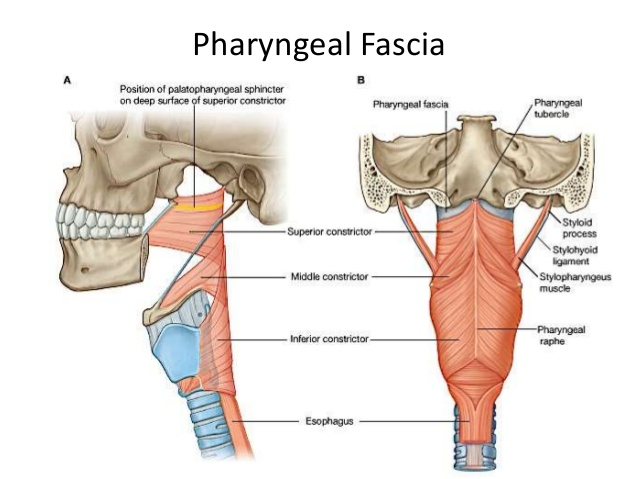 Pharyngeal Fascia
A
Position of palatopharyngeal sphincter
on deep surface of superior constrictor
B
Pharyngeal fascia
Pharyngeal
tubercle
Superior constrictor
Styloid
process
Stylohyoid
ligament
Middle constrictor
Stylopharyngeus
muscle
Inferior constrictor
Pharyngeal
raphe
Esophagus